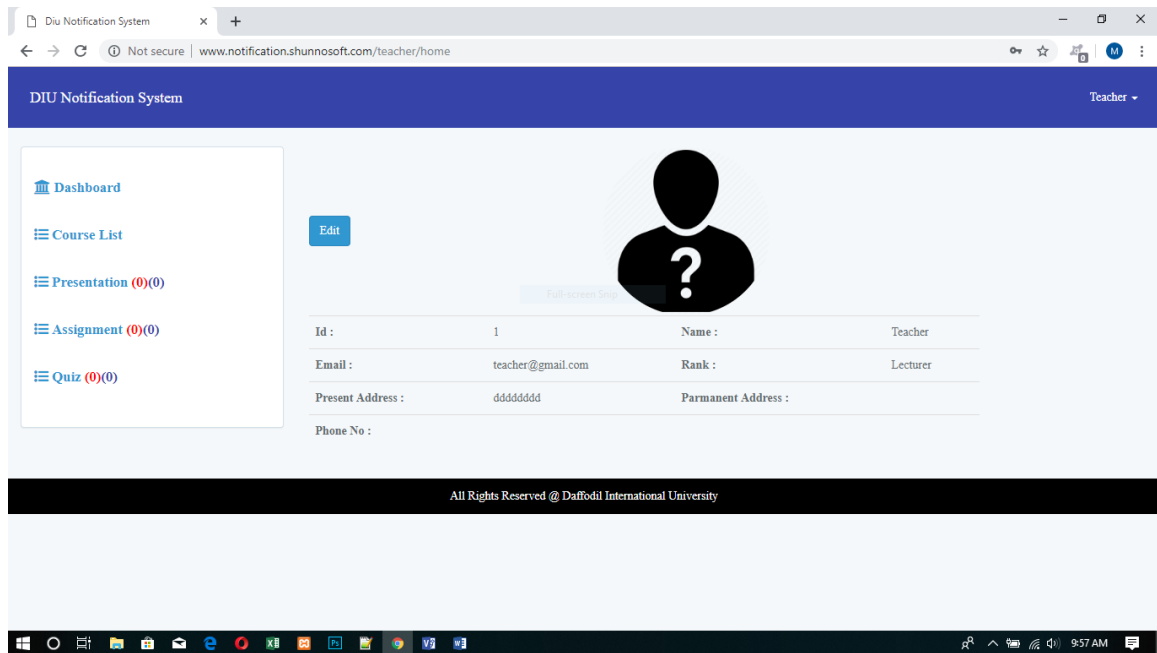 Diu Notification System
Not secure | www.notification.shunnosoft.com/teacher/home
0
M
DIU Notification System
Teacher
Dashboard
Course List
Presentation (0)(0)
Assignment (0)(0)
Quiz (0)(0)
Edit
?
Full-screen Snip
Id : 1 Name : Teacher
Email : teacher@gmail.com Rank : Lecturer
Present Address : dddddddd Parmanent Address :
Phone No :
All Rights Reserved @ Daffodil International University
9:57 AM